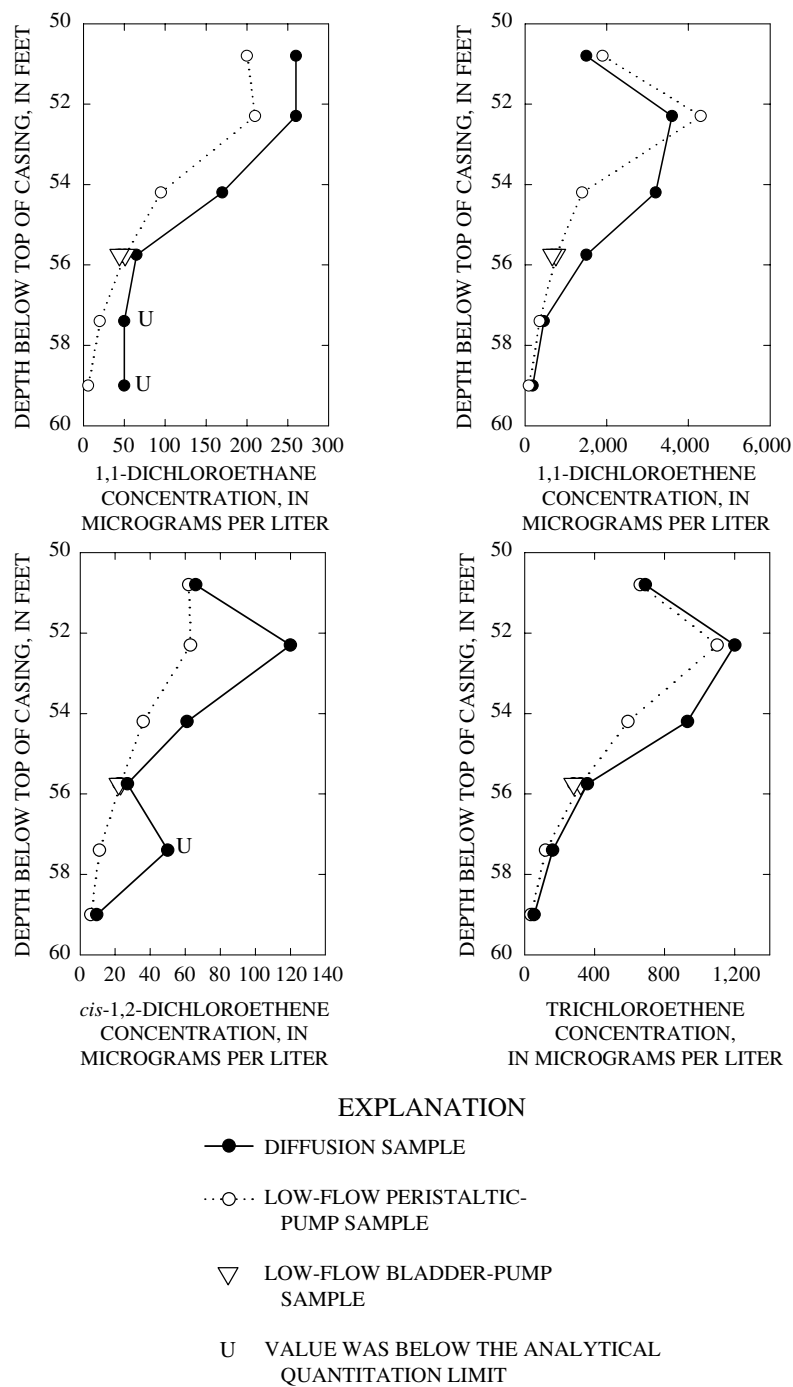 DEPTH BELOW TOP OF CASING, IN FEET
50
52
54
56
58
60
U
U
0 50 100 150 200 250 300
1,1-DICHLOROETHANE
CONCENTRATION, IN
MICROGRAMS PER LITER
DEPTH BELOW TOP OF CASING, IN FEET
50
52
54
56
58
60
0 2,000 4,000 6,000
1,1-DICHLOROETHENE
CONCENTRATION, IN
MICROGRAMS PER LITER
DEPTH BELOW TOP OF CASING, IN FEET
50
52
54
56
58
60
U
0 20 40 60 80 100 120 140
cis-1,2-DICHLOROETHENE
CONCENTRATION, IN
MICROGRAMS PER LITER
DEPTH BELOW TOP OF CASING, IN FEET
50
52
54
56
58
60
0 400 800 1,200
TRICHLOROETHENE
CONCENTRATION,
IN MICROGRAMS PER LITER
EXPLANATION
DIFFUSION SAMPLE
LOW-FLOW PERISTALTIC-
PUMP SAMPLE
LOW-FLOW BLADDER-PUMP
SAMPLE
U VALUE WAS BELOW THE ANALYTICAL
QUANTITATION LIMIT